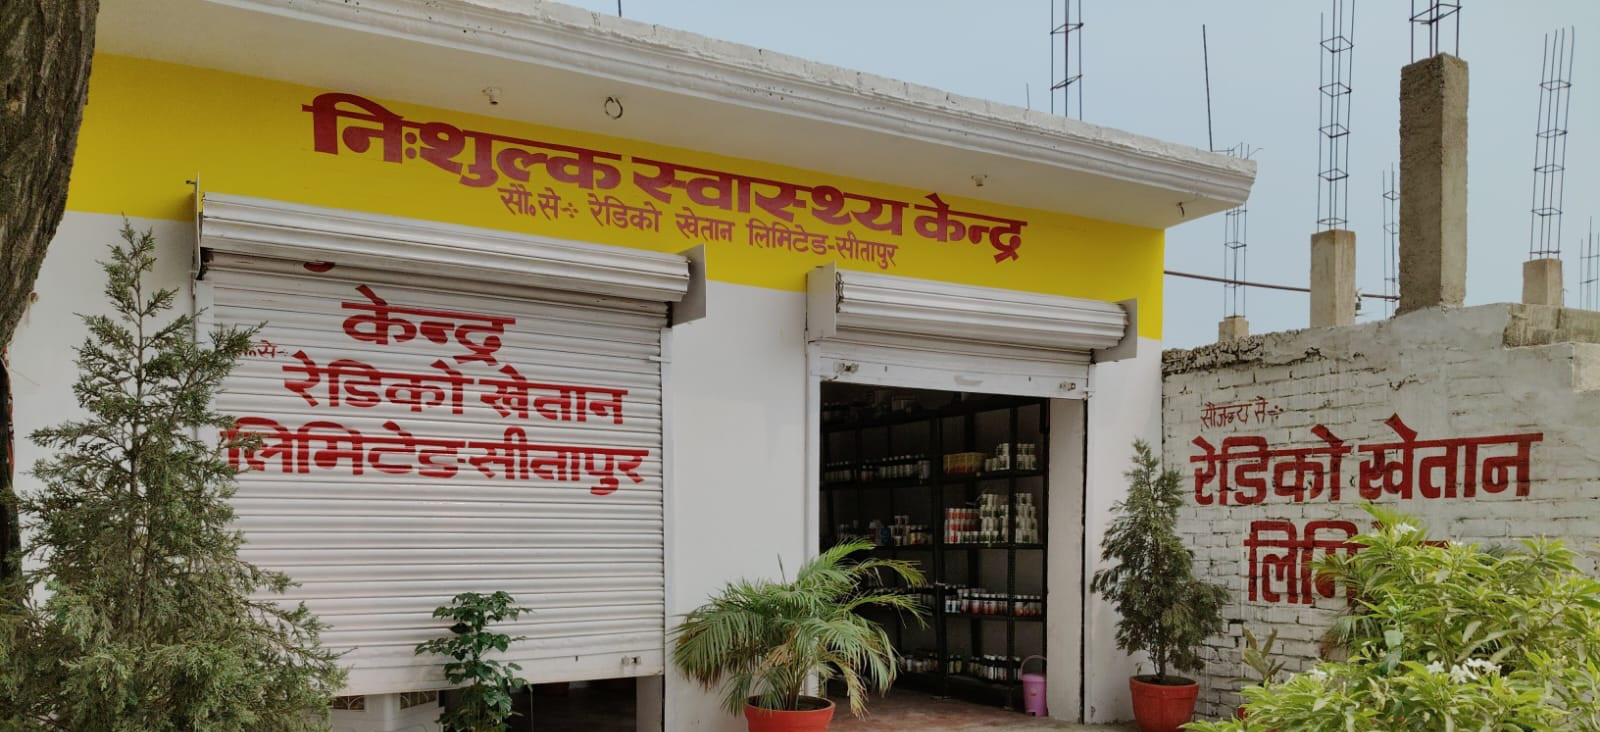 निःशुल्क स्वास्थ्य केन्द्र
सौ॰से÷ रेडिको खेतान लिमिटेड-सीतापुर
केन्द्र
रेडिको खेतान
लिमिटेड-सीतापुर
सौजन्य से÷
रेडिको खेतान